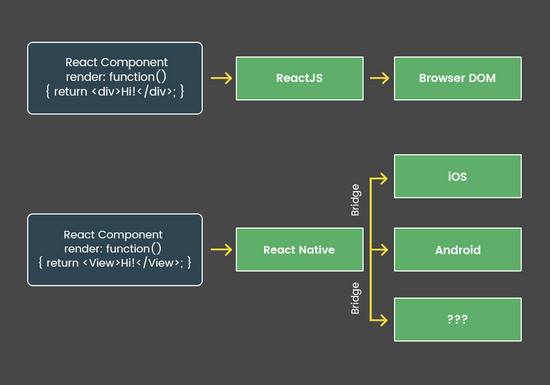 React Component
render: function()
{ return <div>Hi!</div>; }
ReactJS
Browser DOM
React Component
render: function()
{ return <View>Hi!</View>; }
React Native
Bridge
Bridge
iOS
Android
???